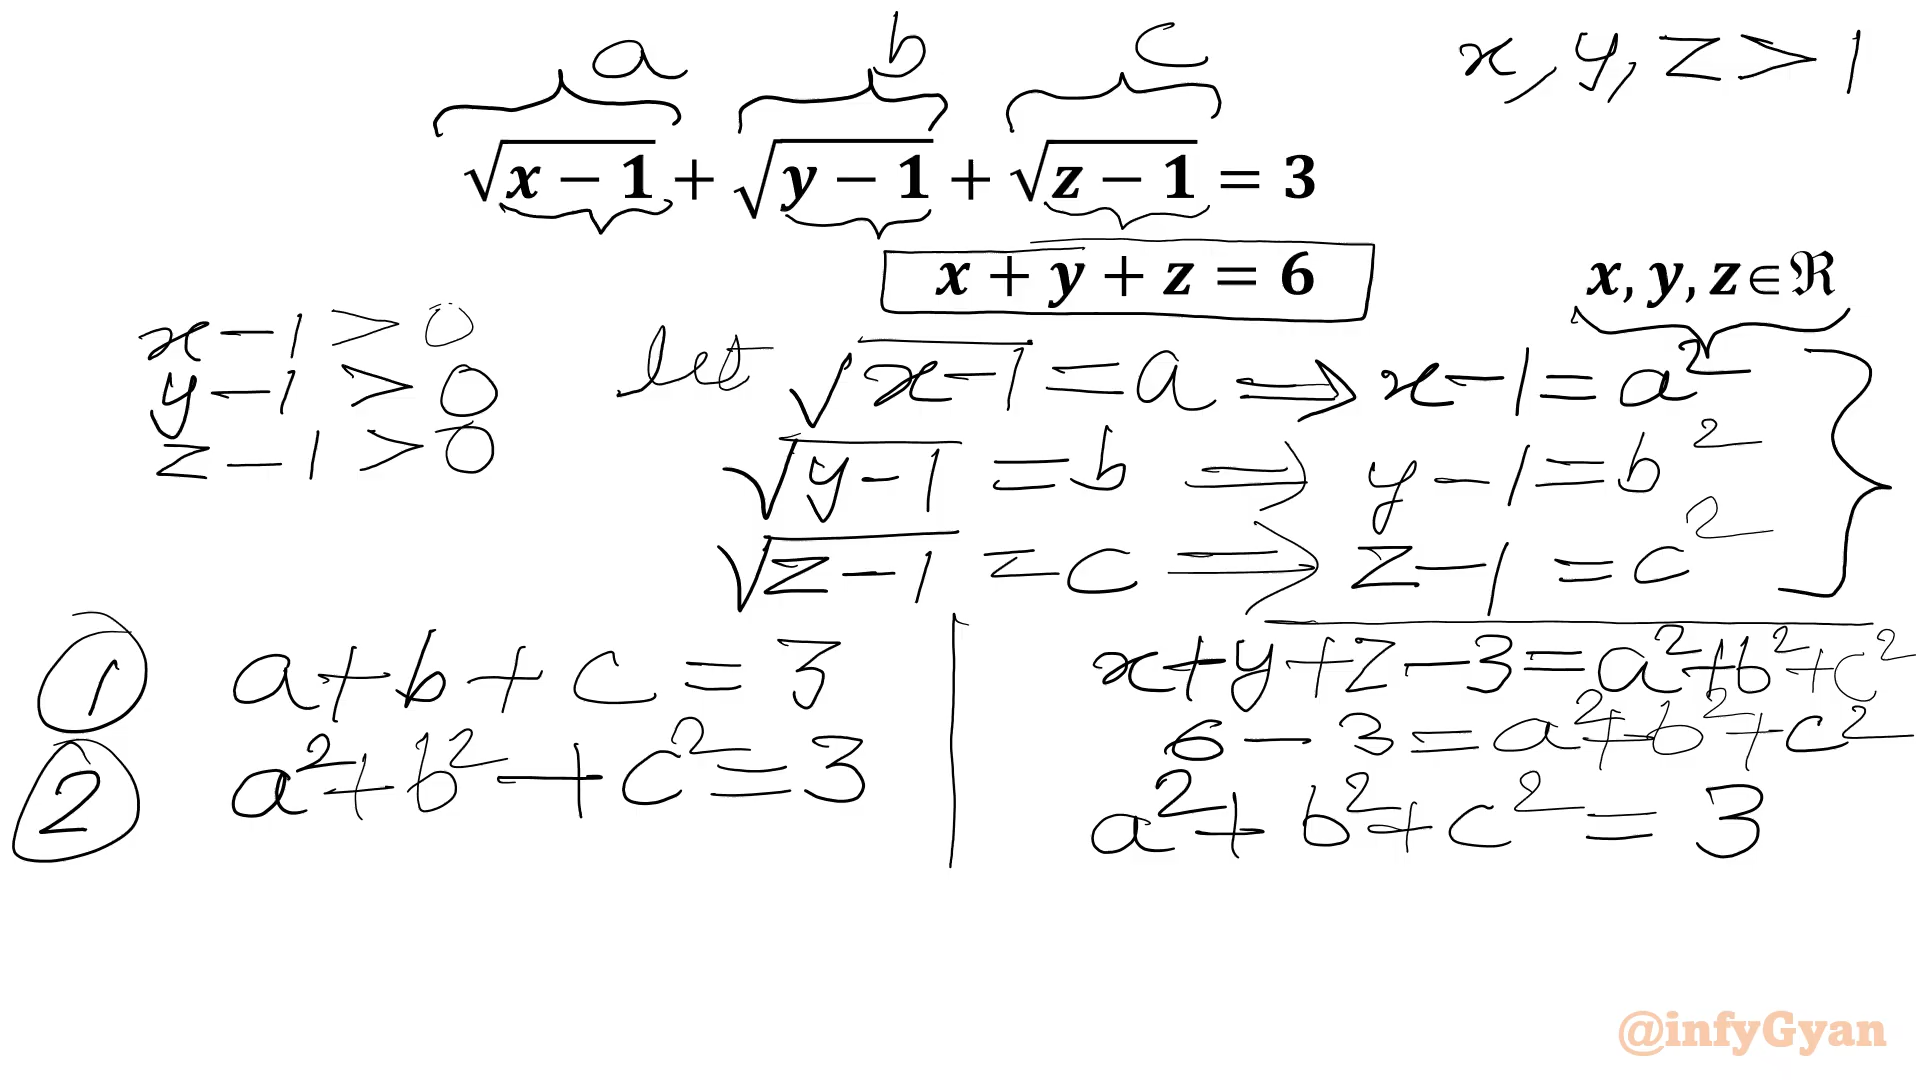 a b c x, y, z > 1
√(x − 1) + √(y − 1) + √(z − 1) = 3
x + y + z = 6 x, y, z ∈ ℜ
x − 1 > 0
y − 1 > 0
z − 1 > 0
let √(x − 1) = a ⟹ x − 1 = a²
√(y − 1) = b ⟹ y − 1 = b²
√(z − 1) = c ⟹ z − 1 = c²
① a + b + c = 3
② a² + b² + c² = 3
x + y + z − 3 = a² + b² + c²
6 − 3 = a² + b² + c²
a² + b² + c² = 3
@infyGyan